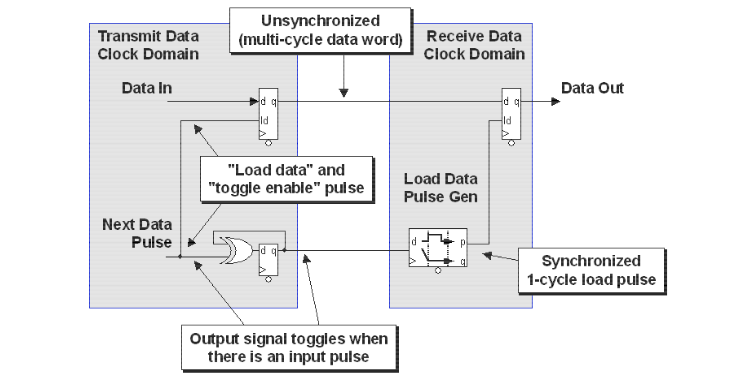 Unsynchronized
(multi-cycle data word)
Transmit Data
Clock Domain
Receive Data
Clock Domain
Data In
Data Out
d q
ld
d q
ld
"Load data" and
"toggle enable" pulse
Load Data
Pulse Gen
Next Data
Pulse
d q
d p
q
Synchronized
1-cycle load pulse
Output signal toggles when
there is an input pulse